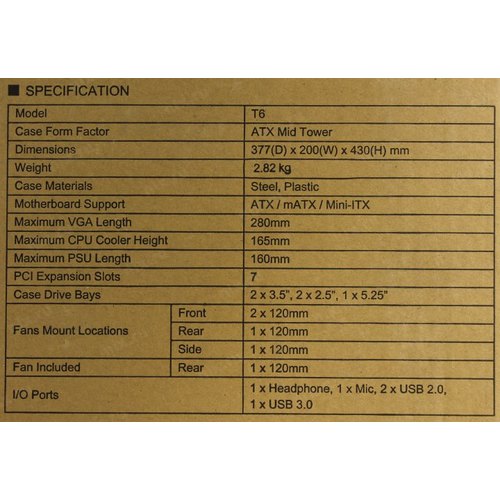 ■ SPECIFICATION
Model T6
Case Form Factor ATX Mid Tower
Dimensions 377(D) x 200(W) x 430(H) mm
Weight 2.82 kg
Case Materials Steel, Plastic
Motherboard Support ATX / mATX / Mini-ITX
Maximum VGA Length 280mm
Maximum CPU Cooler Height 165mm
Maximum PSU Length 160mm
PCI Expansion Slots 7
Case Drive Bays 2 x 3.5", 2 x 2.5", 1 x 5.25"
Fans Mount Locations Front 2 x 120mm
Rear 1 x 120mm
Side 1 x 120mm
Fan Included Rear 1 x 120mm
I/O Ports 1 x Headphone, 1 x Mic, 2 x USB 2.0,
1 x USB 3.0